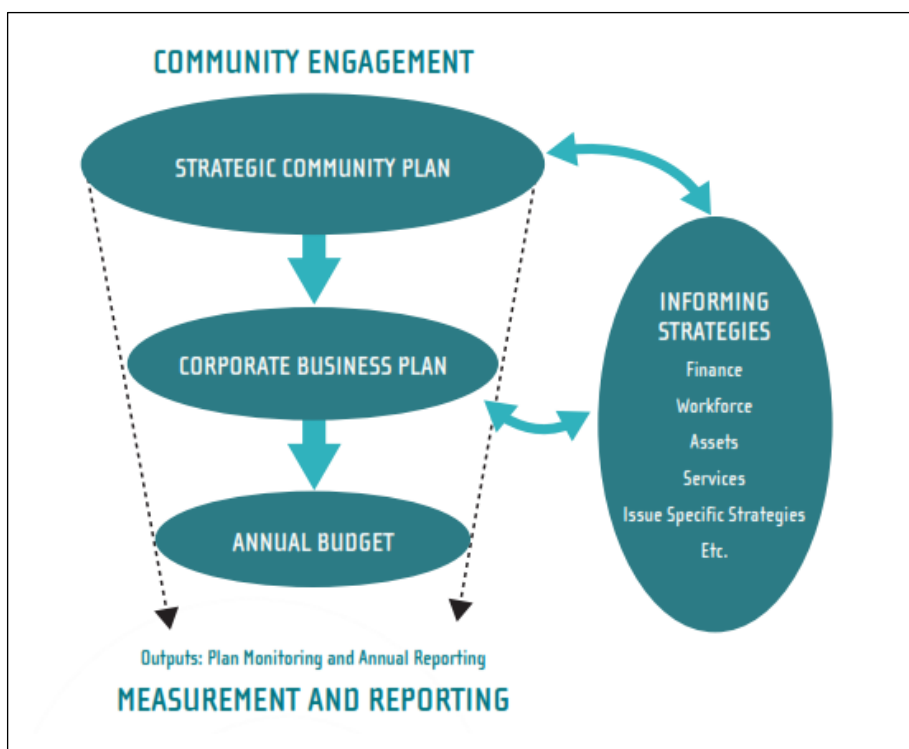 COMMUNITY ENGAGEMENT
STRATEGIC COMMUNITY PLAN
CORPORATE BUSINESS PLAN
ANNUAL BUDGET
INFORMING
STRATEGIES
Finance
Workforce
Assets
Services
Issue Specific Strategies
Etc.
Outputs: Plan Monitoring and Annual Reporting
MEASUREMENT AND REPORTING